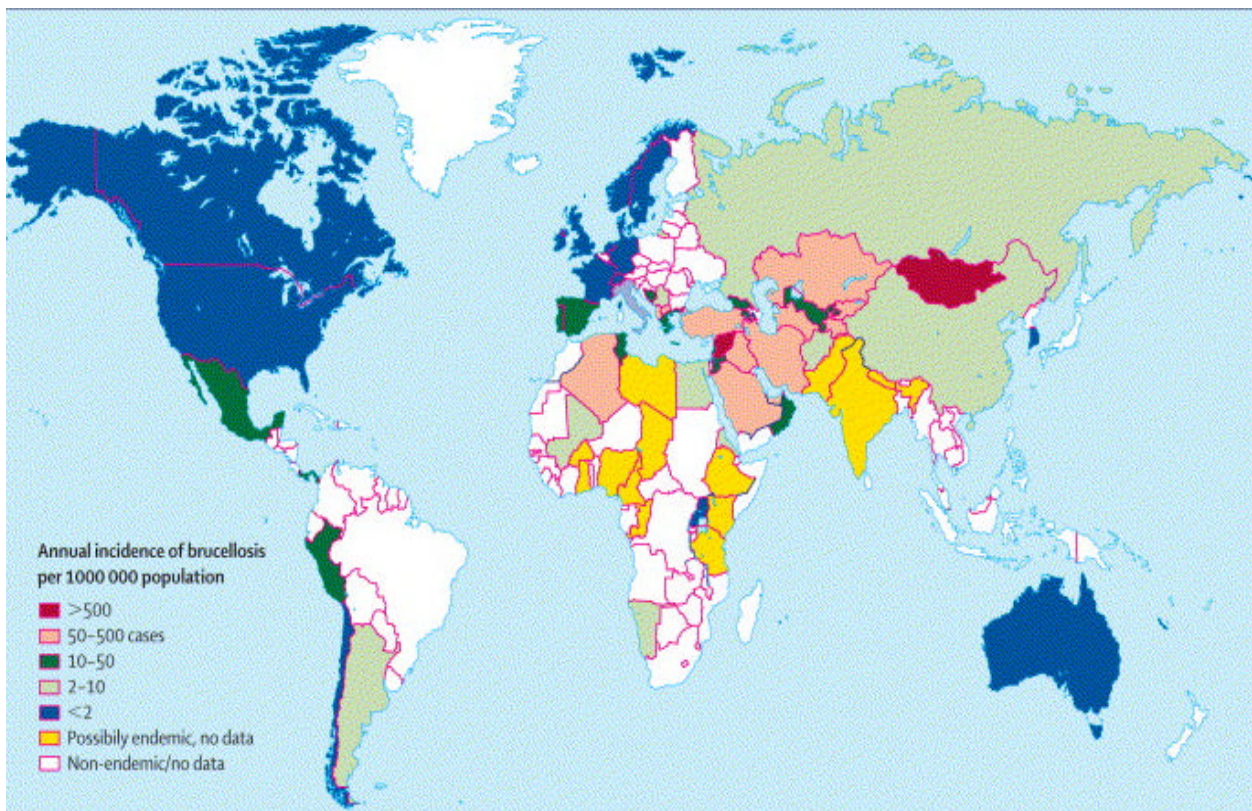 Annual incidence of brucellosis
per 1000 000 population
>500
50–500 cases
10–50
2–10
<2
Possibily endemic, no data
Non-endemic/no data